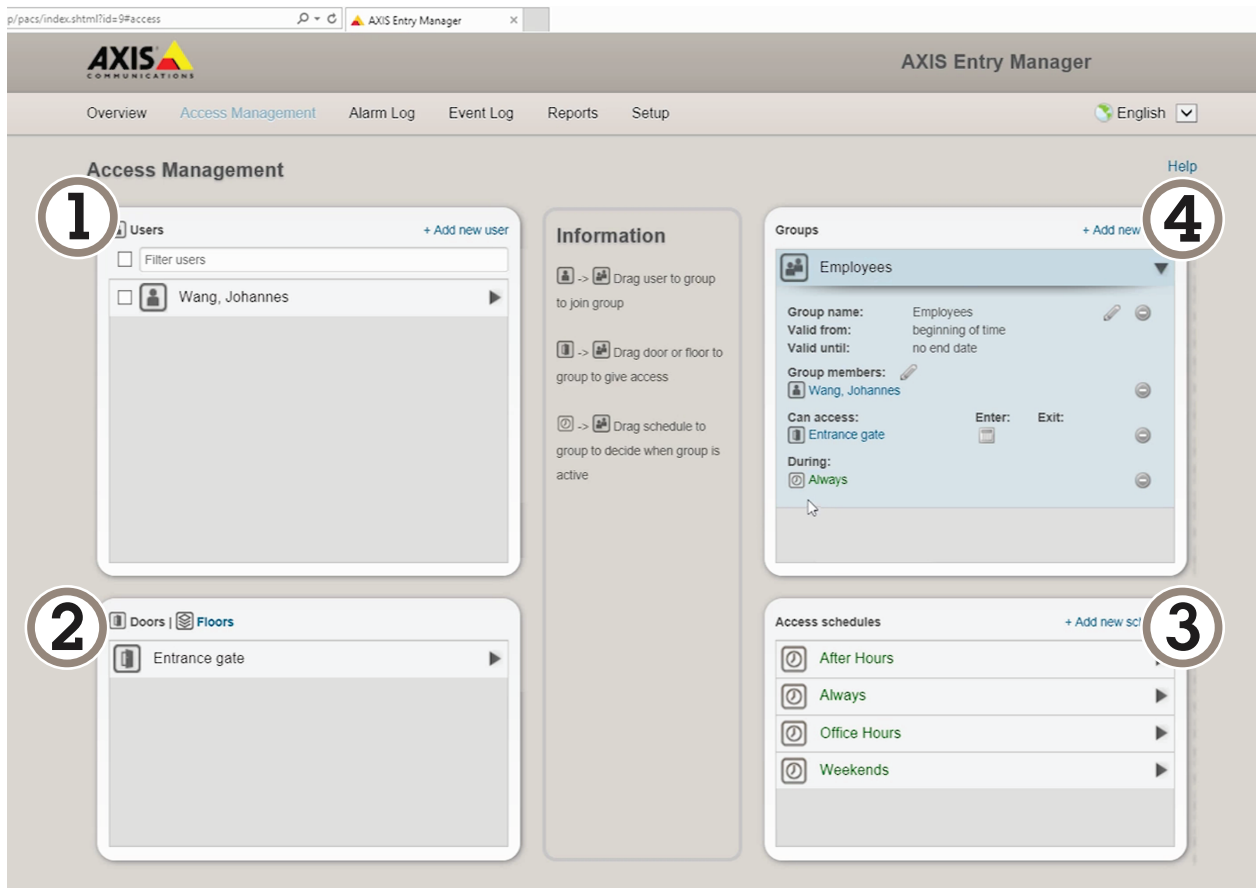 p/pacs/index.shtml?id=9#access
AXIS Entry Manager
AXIS
COMMUNICATIONS
AXIS Entry Manager
Overview
Access Management
Alarm Log
Event Log
Reports
Setup
English
Access Management
Help
1
Users
+ Add new user
Filter users
Wang, Johannes
Information
-> Drag user to group
to join group
-> Drag door or floor to
group to give access
-> Drag schedule to
group to decide when group is
active
4
Groups
+ Add new
Employees
Group name: Employees
Valid from: beginning of time
Valid until: no end date
Group members:
Wang, Johannes
Can access: Enter: Exit:
Entrance gate
During:
Always
2
Doors | Floors
Entrance gate
3
Access schedules
+ Add new
After Hours
Always
Office Hours
Weekends